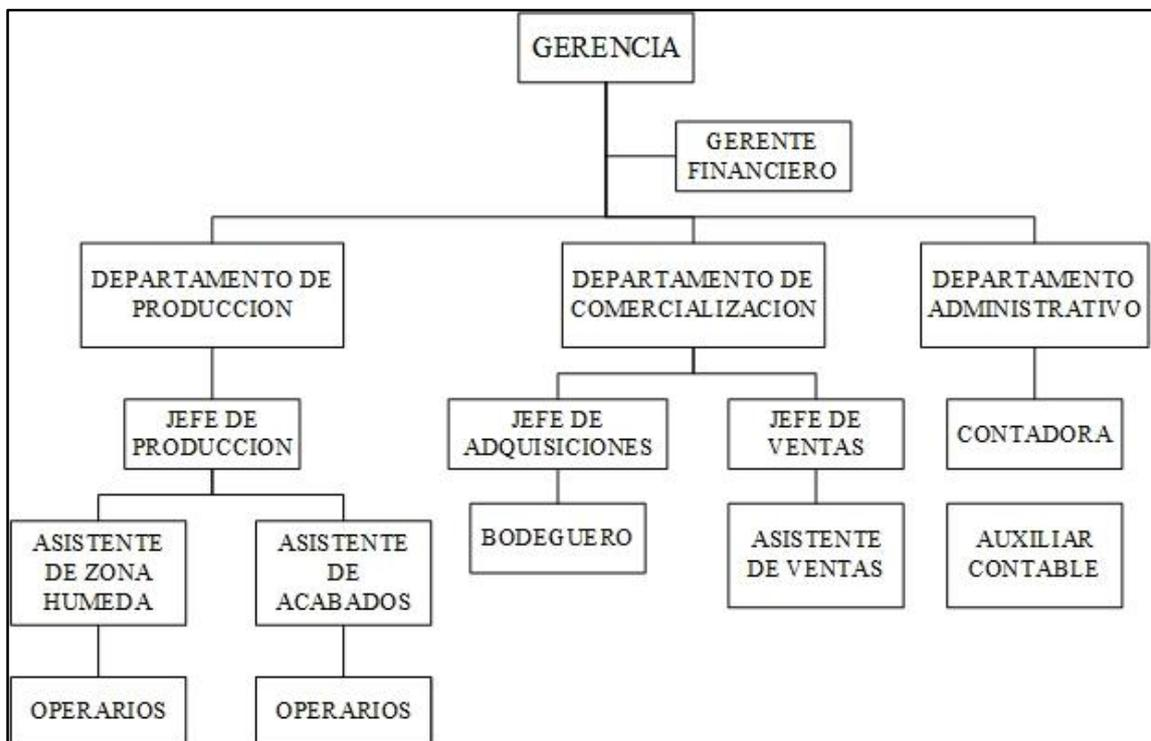 GERENCIA
GERENTE
FINANCIERO
DEPARTAMENTO DE
PRODUCCION
DEPARTAMENTO DE
COMERCIALIZACION
DEPARTAMENTO
ADMINISTRATIVO
JEFE DE
PRODUCCION
JEFE DE
ADQUISICIONES
JEFE DE
VENTAS
CONTADORA
ASISTENTE
DE ZONA
HUMEDA
ASISTENTE
DE
ACABADOS
BODEGUERO
ASISTENTE
DE VENTAS
AUXILIAR
CONTABLE
OPERARIOS
OPERARIOS